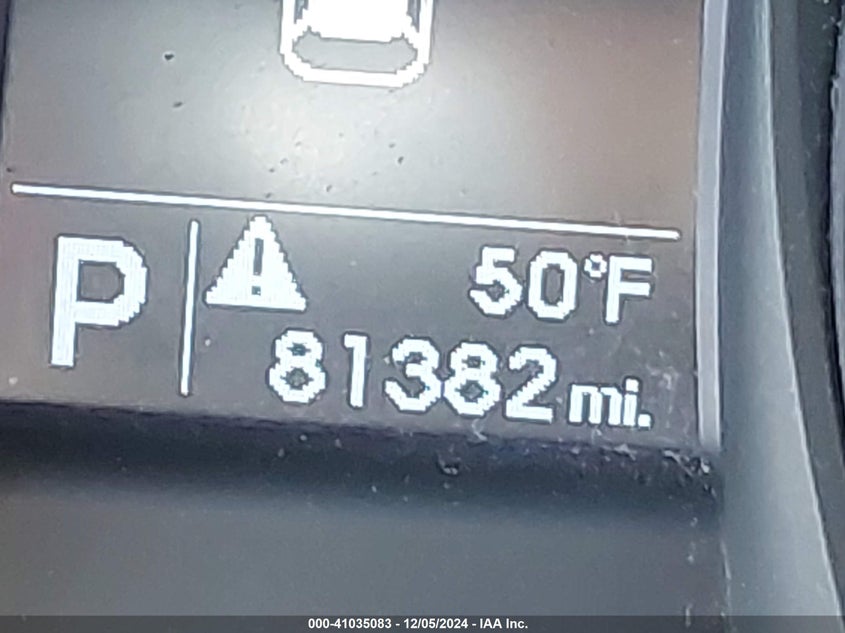 P
50°F
81382 mi.
000-41035083 - 12/05/2024 - IAA Inc.